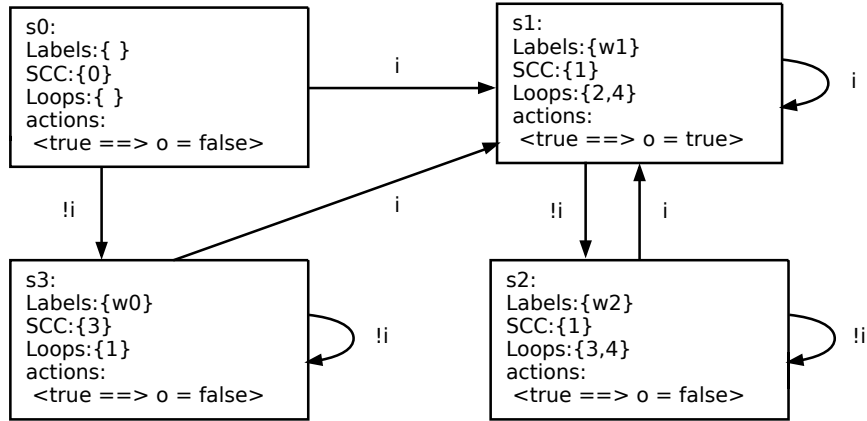 s0:
Labels:{ }
SCC:{0}
Loops:{ }
actions:
<true ==> o = false>
i
s1:
Labels:{w1}
SCC:{1}
Loops:{2,4}
actions:
<true ==> o = true>
i
!i
i
!i
i
s3:
Labels:{w0}
SCC:{3}
Loops:{1}
actions:
<true ==> o = false>
!i
s2:
Labels:{w2}
SCC:{1}
Loops:{3,4}
actions:
<true ==> o = false>
!i